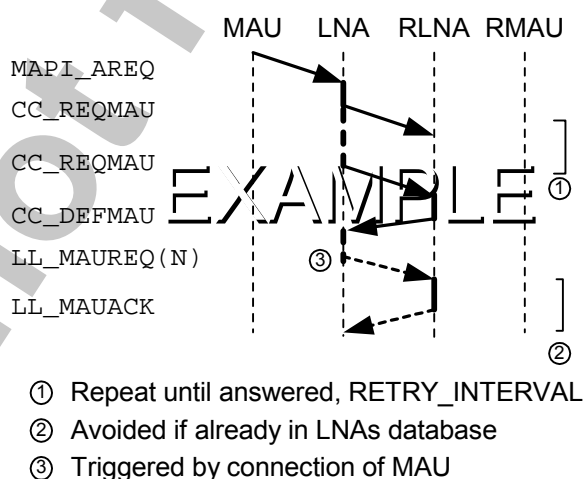 MAU LNA RLNA RMAU
MAPI_AREQ
CC_REQMAU
CC_REQMAU
①
EXAMPLE
CC_DEFMAU
LL_MAUREQ(N) ③
LL_MAUACK
②
① Repeat until answered, RETRY_INTERVAL
② Avoided if already in LNAs database
③ Triggered by connection of MAU